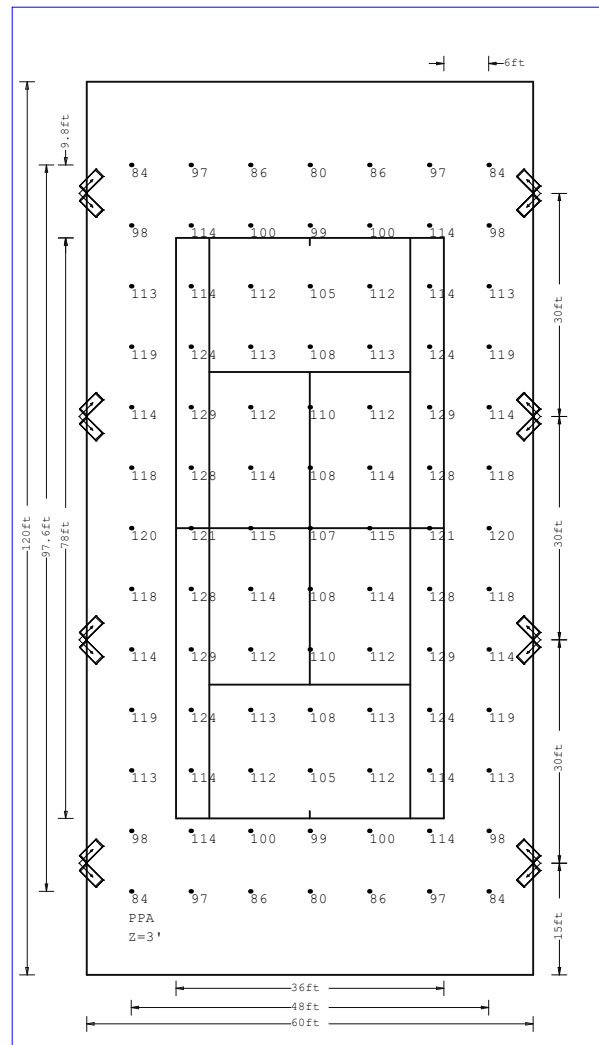 6ft
9.8ft
84 97 86 80 86 97 84
98 114 100 99 100 114 98
113 114 112 105 112 114 113
30ft
119 124 113 108 113 124 119
114 129 112 110 112 129 114
118 128 114 108 114 128 118
120ft
97.6ft
78ft
120 121 115 107 115 121 120
30ft
118 128 114 108 114 128 118
114 129 112 110 112 129 114
119 124 113 108 113 124 119
30ft
113 114 112 105 112 114 113
98 114 100 99 100 114 98
84 97 86 80 86 97 84
PPA
Z=3'
15ft
36ft
48ft
60ft